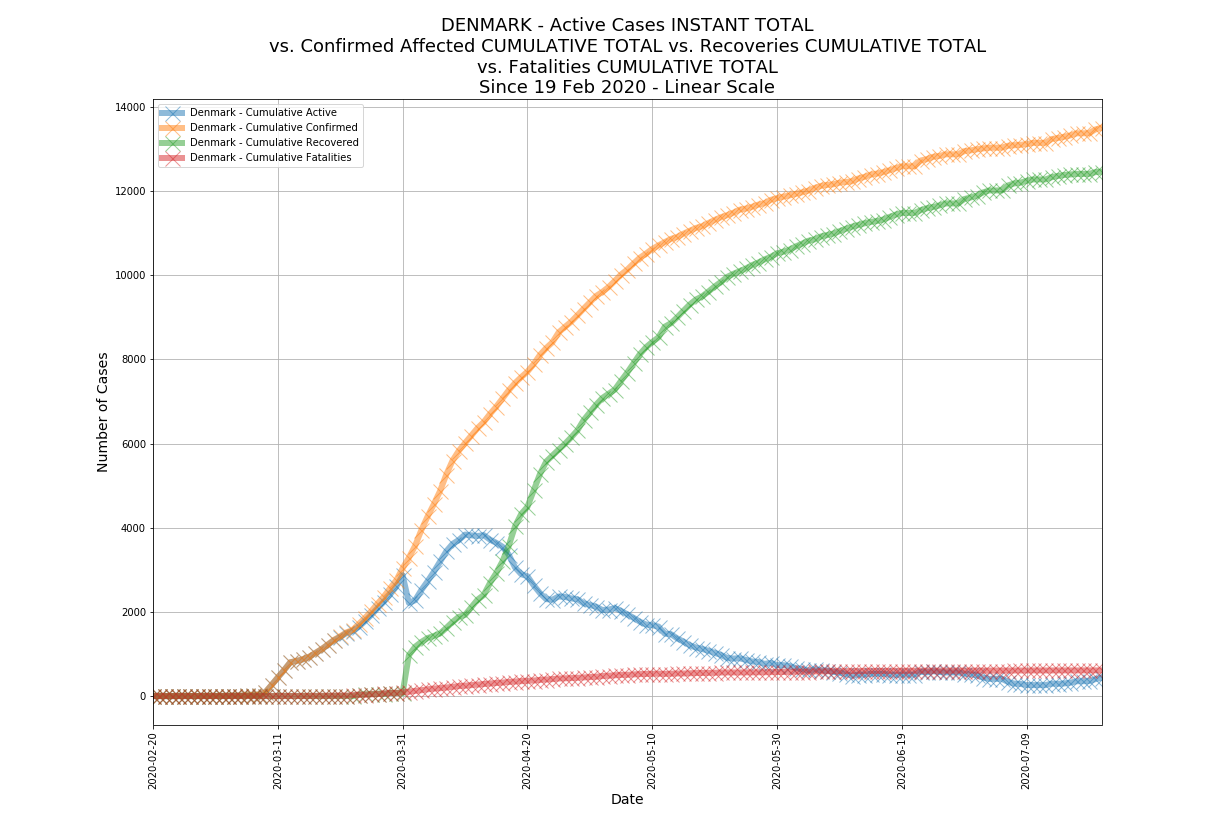 DENMARK - Active Cases INSTANT TOTAL
vs. Confirmed Affected CUMULATIVE TOTAL vs. Recoveries CUMULATIVE TOTAL
vs. Fatalities CUMULATIVE TOTAL
Since 19 Feb 2020 - Linear Scale
Denmark - Cumulative Active
Denmark - Cumulative Confirmed
Denmark - Cumulative Recovered
Denmark - Cumulative Fatalities
Number of Cases
14000
12000
10000
8000
6000
4000
2000
0
2020-02-20
2020-03-11
2020-03-31
2020-04-20
2020-05-10
2020-05-30
2020-06-19
2020-07-09
Date